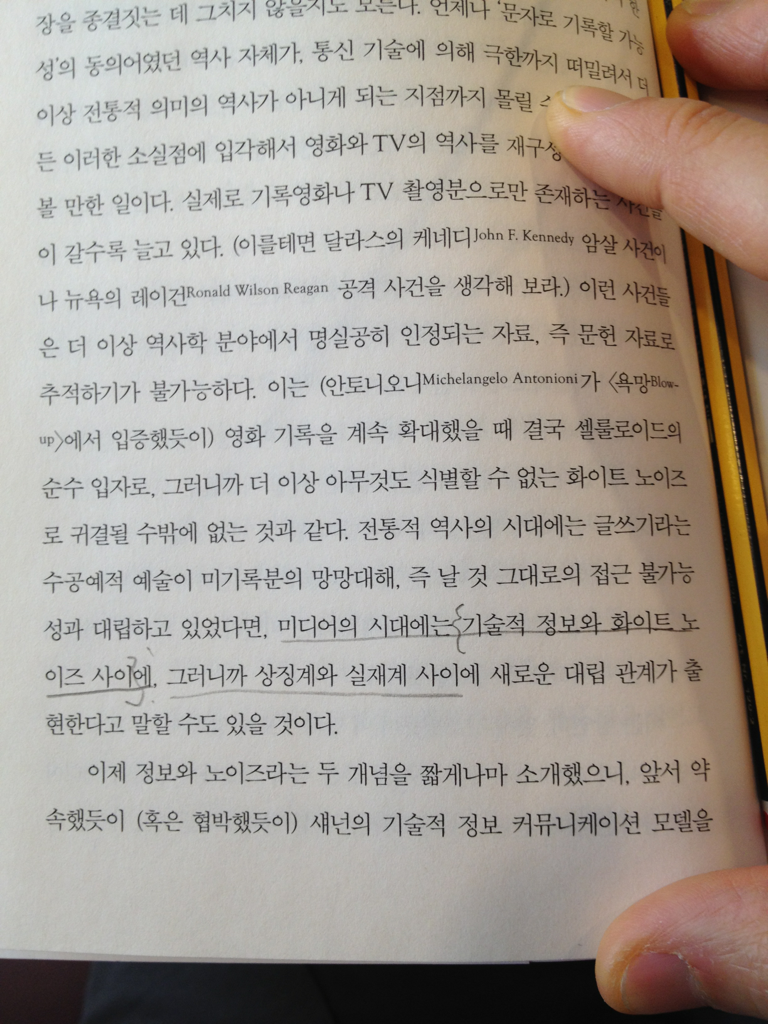 장을 종결짓는 데 그치지 않을지도 모른다. 언제나 '문자로 기록할 가능
성'의 동의어였던 역사 자체가, 통신 기술에 의해 극한까지 떠밀려서 더
이상 전통적 의미의 역사가 아니게 되는 지점까지 몰릴
든 이러한 소실점에 입각해서 영화와 TV의 역사를
볼 만한 일이다. 실제로 기록영화나 TV 촬영분으로만 존재하는 사건들
이 갈수록 늘고 있다. (이를테면 달라스의 케네디John F. Kennedy 암살 사건이
나 뉴욕의 레이건Ronald Wilson Reagan 공격 사건을 생각해 보라.) 이런 사건들
은 더 이상 역사학 분야에서 명실공히 인정되는 자료, 즉 문헌 자료로
추적하기가 불가능하다. 이는 (안토니오니Michelangelo Antonioni가 〈욕망Blow-
up〉에서 입증했듯이) 영화 기록을 계속 확대했을 때 결국 셀룰로이드의
순수 입자로, 그러니까 더 이상 아무것도 식별할 수 없는 화이트 노이즈
로 귀결될 수밖에 없는 것과 같다. 전통적 역사의 시대에는 글쓰기라는
수공예적 예술이 미기록분의 망망대해, 즉 날 것 그대로의 접근 불가능
성과 대립하고 있었다면, 미디어의 시대에는 기술적 정보와 화이트 노
이즈 사이에, 그러니까 상징계와 실재계 사이에 새로운 대립 관계가 출
현한다고 말할 수도 있을 것이다.
이제 정보와 노이즈라는 두 개념을 짧게나마 소개했으니, 앞서 약
속했듯이 (혹은 협박했듯이) 섀넌의 기술적 정보 커뮤니케이션 모델을